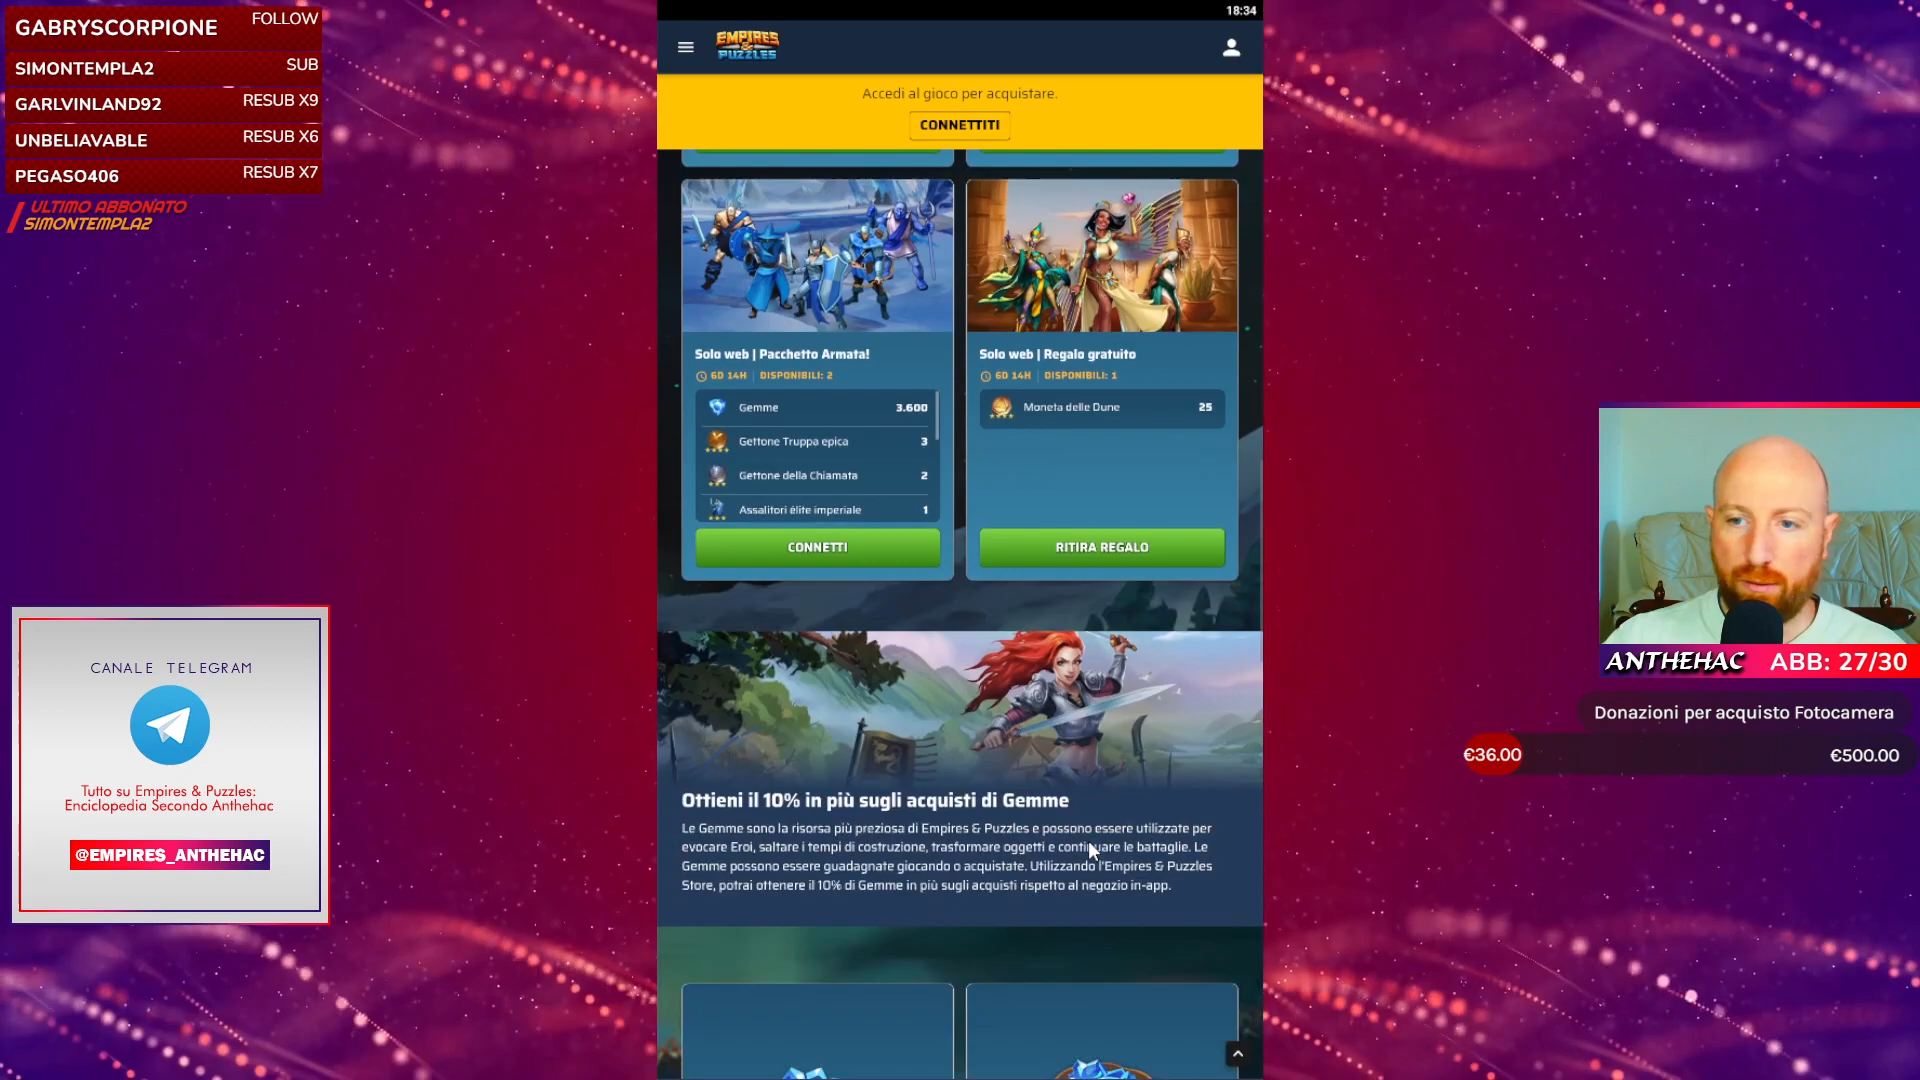 GABRYSCORPIONE FOLLOW
SIMONTEMPLA2 SUB
GARLVINLAND92 RESUB X9
UNBELIAVABLE RESUB X6
PEGASO406 RESUB X7
ULTIMO ABBONATO
SIMONTEMPLA2
CANALE TELEGRAM
Tutto su Empires & Puzzles:
Enciclopedia Secondo Anthehac
@EMPIRES_ANTHEHAC
18:34
EMPIRES
& PUZZLES
Accedi al gioco per acquistare.
CONNETTITI
Solo web | Pacchetto Armata!
6D 14H | DISPONIBILI: 2
Gemme 3.600
Gettone Truppa epica 3
Gettone della Chiamata 2
Assalitori élite imperiale 1
CONNETTI
Solo web | Regalo gratuito
6D 14H | DISPONIBILI: 1
Moneta delle Dune 25
RITIRA REGALO
Ottieni il 10% in più sugli acquisti di Gemme
Le Gemme sono la risorsa più preziosa di Empires & Puzzles e possono essere utilizzate per
evocare Eroi, saltare i tempi di costruzione, trasformare oggetti e continuare le battaglie. Le
Gemme possono essere guadagnate giocando o acquistate. Utilizzando l'Empires & Puzzles
Store, potrai ottenere il 10% di Gemme in più sugli acquisti rispetto al negozio in-app.
ANTHEHAC ABB: 27/30
Donazioni per acquisto Fotocamera
€36.00 €500.00